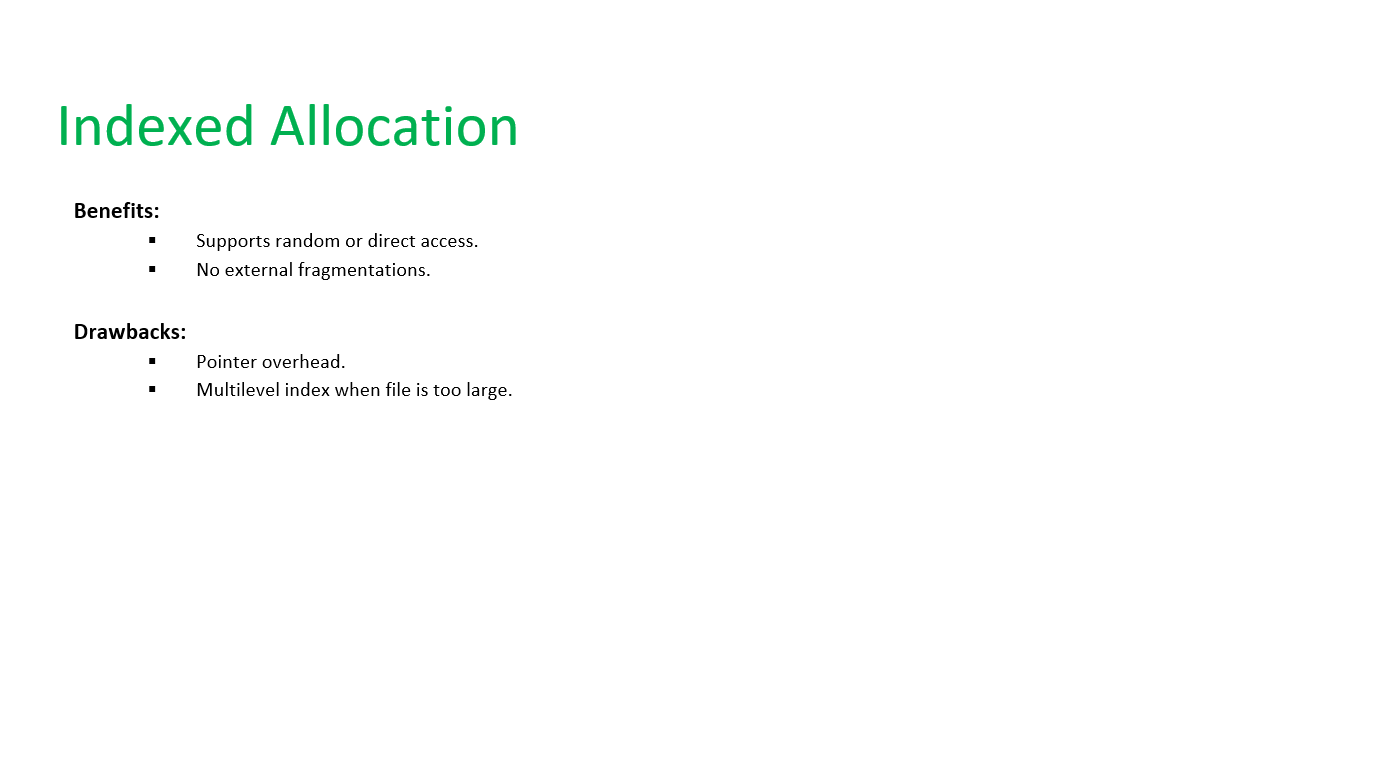 Indexed Allocation
Benefits:
▪ Supports random or direct access.
▪ No external fragmentations.
Drawbacks:
▪ Pointer overhead.
▪ Multilevel index when file is too large.